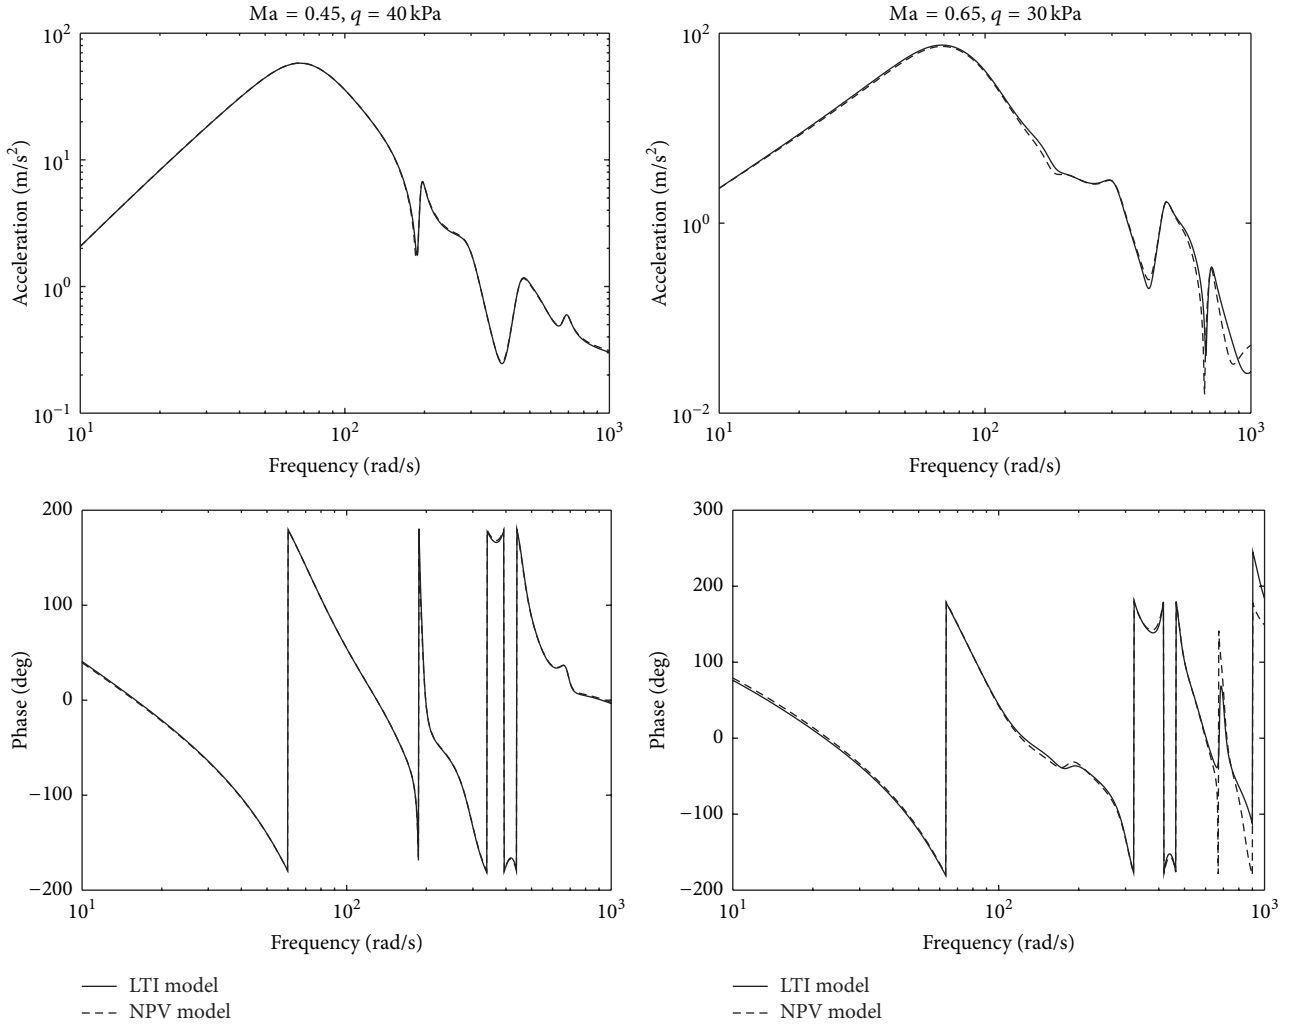 Ma = 0.45, q = 40 kPa
10^2
10^1
10^0
10^−1
Acceleration (m/s^2)
10^1 10^2 10^3
Frequency (rad/s)
Ma = 0.65, q = 30 kPa
10^2
10^0
10^−2
Acceleration (m/s^2)
10^1 10^2 10^3
Frequency (rad/s)
200
100
0
−100
−200
Phase (deg)
10^1 10^2 10^3
Frequency (rad/s)
LTI model
NPV model
300
200
100
0
−100
−200
Phase (deg)
10^1 10^2 10^3
Frequency (rad/s)
LTI model
NPV model